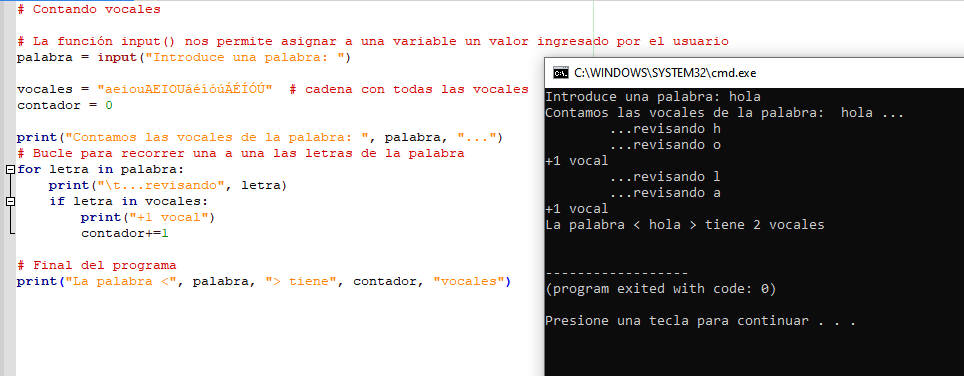 # Contando vocales
# La función input() nos permite asignar a una variable un valor ingresado por el usuario
palabra = input("Introduce una palabra: ")
vocales = "aeiouAEIOUáéíóúÁÉÍÓÚ"  # cadena con todas las vocales
contador = 0
print("Contamos las vocales de la palabra: ", palabra, "...")
# Bucle para recorrer una a una las letras de la palabra
for letra in palabra:
    print("\t...revisando", letra)
    if letra in vocales:
        print("+1 vocal")
        contador+=1
# Final del programa
print("La palabra <", palabra, "> tiene", contador, "vocales")
C:\WINDOWS\SYSTEM32\cmd.exe
Introduce una palabra: hola
Contamos las vocales de la palabra:  hola ...
        ...revisando h
        ...revisando o
+1 vocal
        ...revisando l
        ...revisando a
+1 vocal
La palabra < hola > tiene 2 vocales
------------------
(program exited with code: 0)
Presione una tecla para continuar . . .